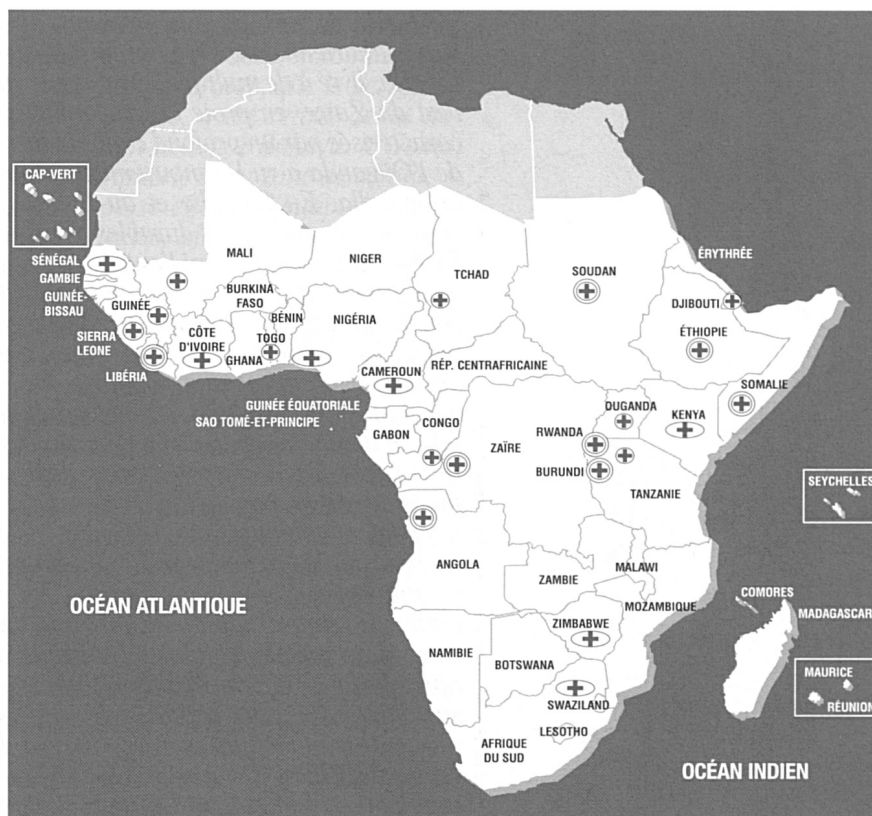 CAP-VERT
MALI
NIGER
TCHAD
SOUDAN
ÉRYTHRÉE
SÉNÉGAL
GAMBIE
GUINÉE-
BISSAU
GUINÉE
BURKINA
FASO
BÉNIN
NIGÉRIA
DJIBOUTI
ÉTHIOPIE
SIERRA
LEONE
CÔTE
D'IVOIRE
TOGO
GHANA
LIBÉRIA
CAMEROUN
RÉP. CENTRAFRICAINE
SOMALIE
GUINÉE ÉQUATORIALE
SAO TOMÉ-ET-PRINCIPE
GABON
CONGO
ZAÏRE
OUGANDA
KENYA
RWANDA
BURUNDI
TANZANIE
SEYCHELLES
ANGOLA
ZAMBIE
MALAWI
MOZAMBIQUE
COMORES
MADAGASCAR
OCÉAN ATLANTIQUE
ZIMBABWE
NAMIBIE
BOTSWANA
MAURICE
RÉUNION
SWAZILAND
LESOTHO
AFRIQUE
DU SUD
OCÉAN INDIEN